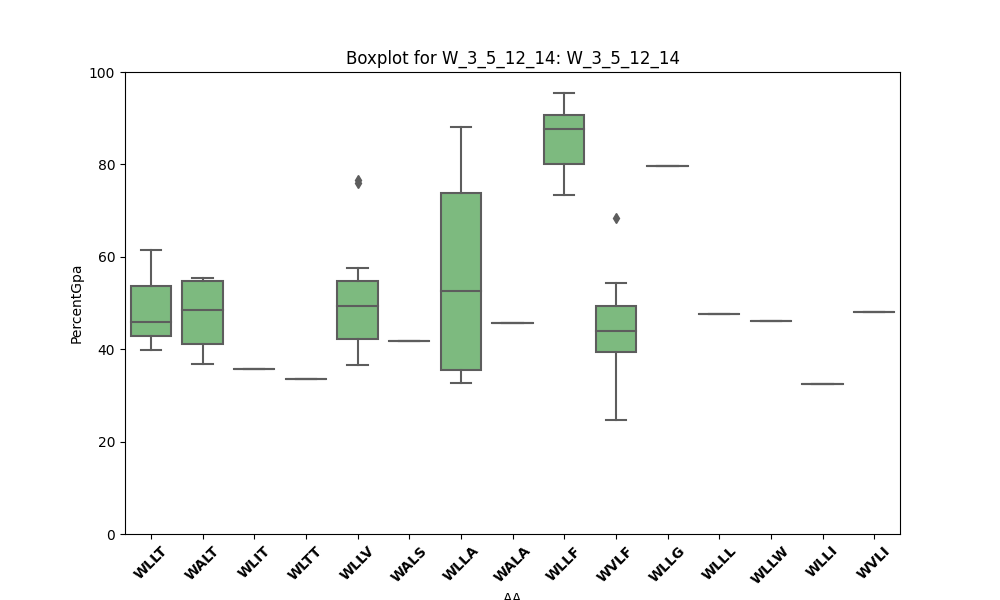 Boxplot for W_3_5_12_14: W_3_5_12_14
100
80
60
40
20
0
PercentGpa
WLLT WALT WLIT WLTT WLLV WALS WLLA WALA WLLF WVLF WLLG WLLL WLLW WLLI WVLI
AA